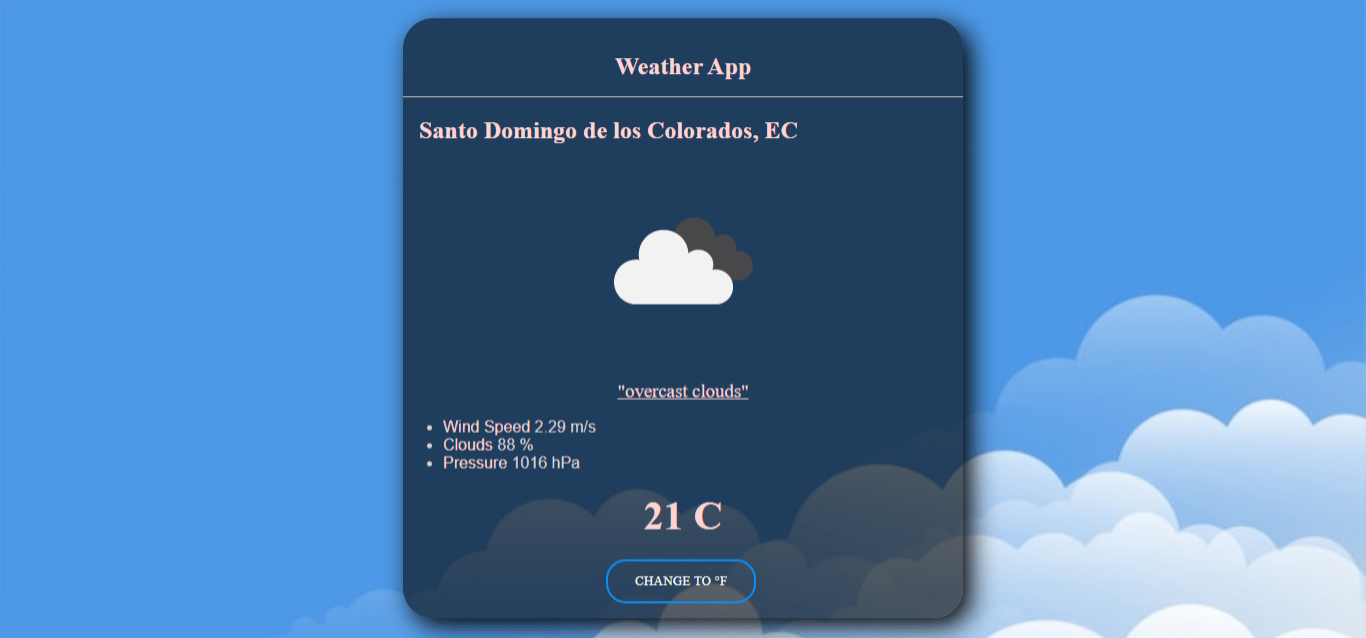 Weather App
Santo Domingo de los Colorados, EC
"overcast clouds"
Wind Speed 2.29 m/s
Clouds 88 %
Pressure 1016 hPa
21 C
CHANGE TO °F